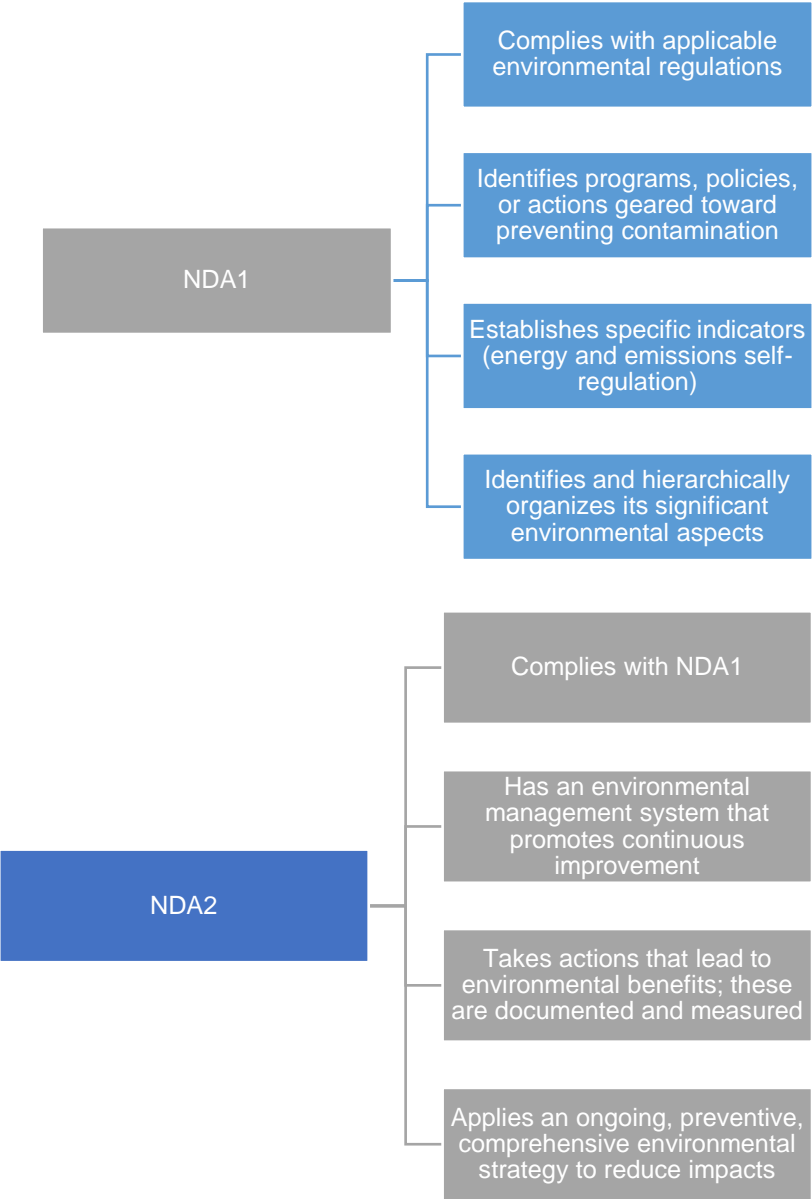 NDA1
Complies with applicable
environmental regulations
Identifies programs, policies,
or actions geared toward
preventing contamination
Establishes specific indicators
(energy and emissions self-
regulation)
Identifies and hierarchically
organizes its significant
environmental aspects
NDA2
Complies with NDA1
Has an environmental
management system that
promotes continuous
improvement
Takes actions that lead to
environmental benefits; these
are documented and measured
Applies an ongoing, preventive,
comprehensive environmental
strategy to reduce impacts